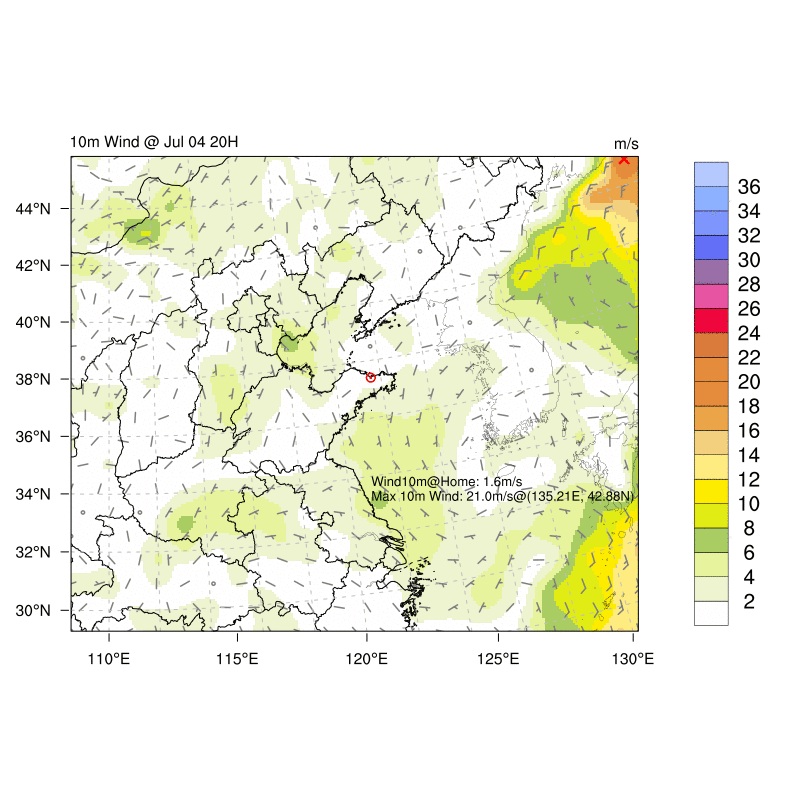 10m Wind @ Jul 04 20H
m/s
44°N
42°N
40°N
38°N
36°N
34°N
32°N
30°N
110°E
115°E
120°E
125°E
130°E
Wind10m@Home: 1.6m/s
Max 10m Wind: 21.0m/s@(135.21E, 42.88N)
36
34
32
30
28
26
24
22
20
18
16
14
12
10
8
6
4
2